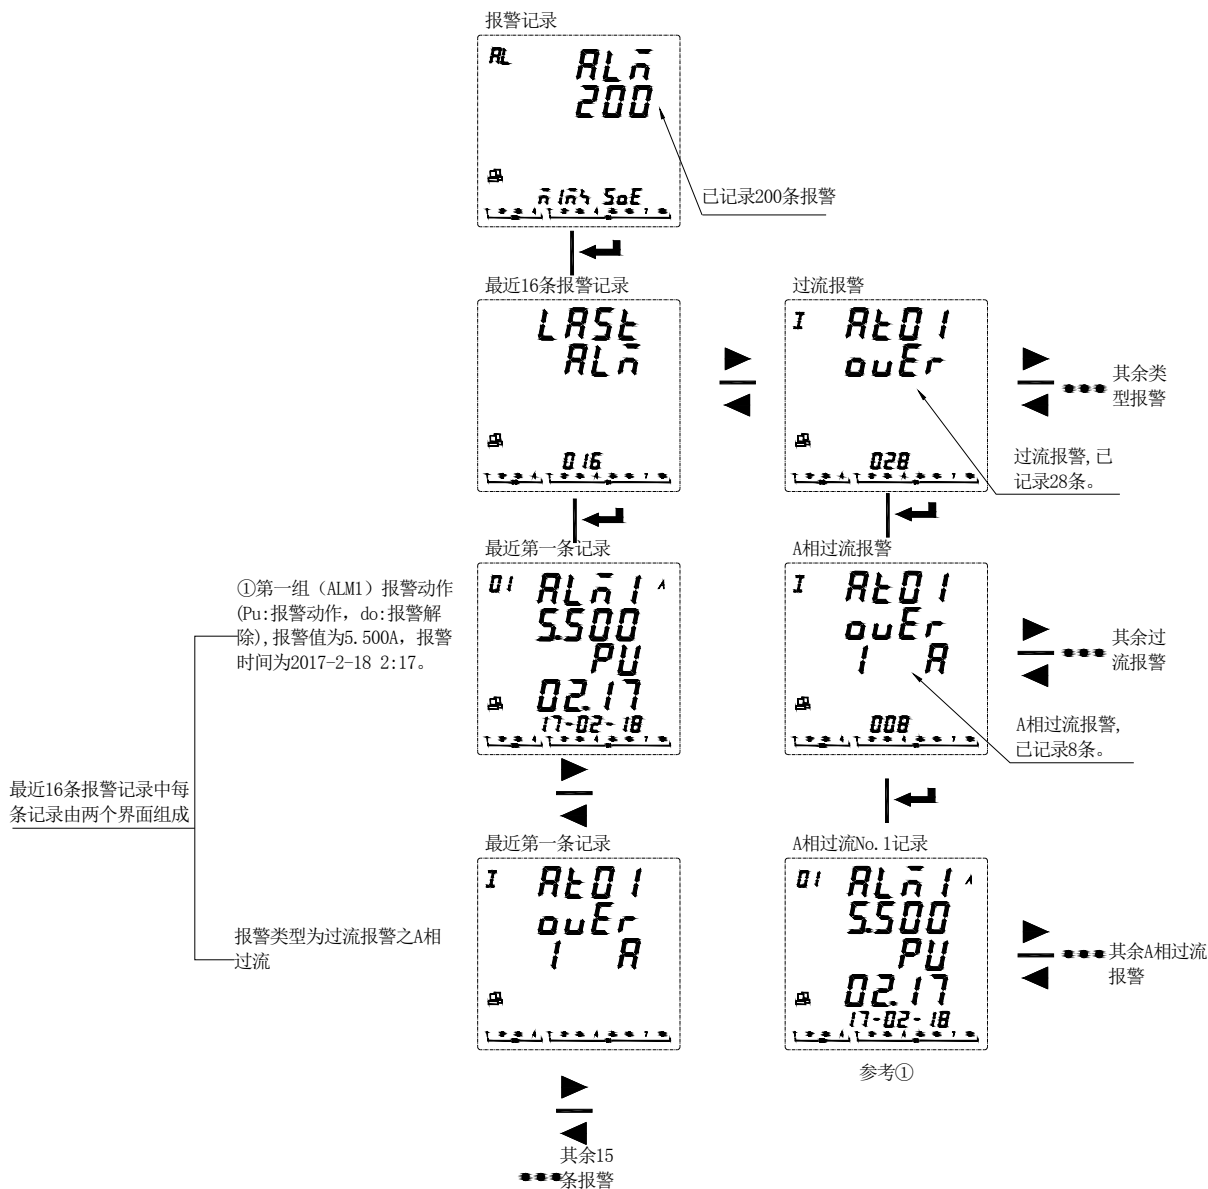 报警记录
AL
ALM
200
已记录200条报警
最近16条报警记录
LASt
ALM
016
过流报警
I
At01
ovEr
028
其余类
型报警
过流报警,已
记录28条。
最近第一条记录
01 ALM1 A
5.500
PU
02.17
17-02-18
①第一组（ALM1）报警动作
(Pu:报警动作，do:报警解
除),报警值为5.500A，报警
时间为2017-2-18 2:17。
A相过流报警
I
At01
ovEr
1 A
008
其余过
流报警
A相过流报警,
已记录8条。
最近16条报警记录中每
条记录由两个界面组成
最近第一条记录
I
At01
ovEr
1 A
报警类型为过流报警之A相
过流
A相过流No.1记录
01 ALM1 A
5.500
PU
02.17
17-02-18
其余A相过流
报警
参考①
其余15
条报警